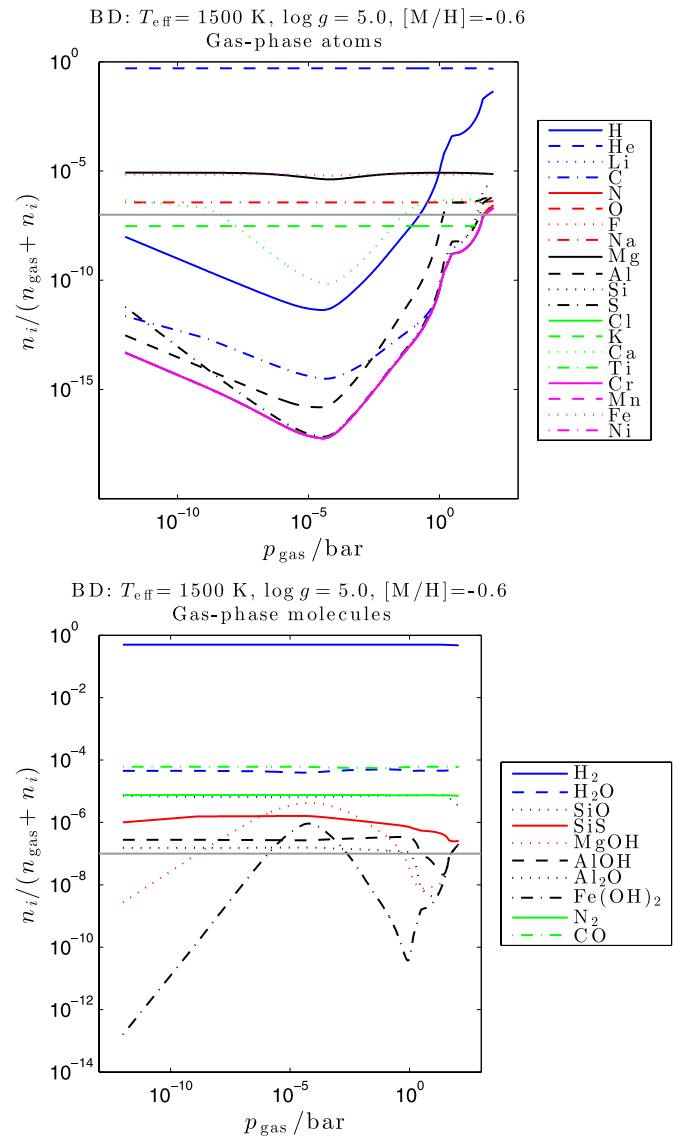 BD: T_eff = 1500 K, log g = 5.0, [M/H]=-0.6
Gas-phase atoms
10^0
10^-5
10^-10
10^-15
n_i/(n_gas + n_i)
10^-10
10^-5
10^0
p_gas/bar
H
He
Li
C
N
O
F
Na
Mg
Al
Si
S
Cl
K
Ca
Ti
Cr
Mn
Fe
Ni
BD: T_eff = 1500 K, log g = 5.0, [M/H]=-0.6
Gas-phase molecules
10^0
10^-2
10^-4
10^-6
10^-8
10^-10
10^-12
10^-14
n_i/(n_gas + n_i)
10^-10
10^-5
10^0
p_gas/bar
H_2
H_2O
SiO
SiS
MgOH
AlOH
Al_2O
Fe(OH)_2
N_2
CO